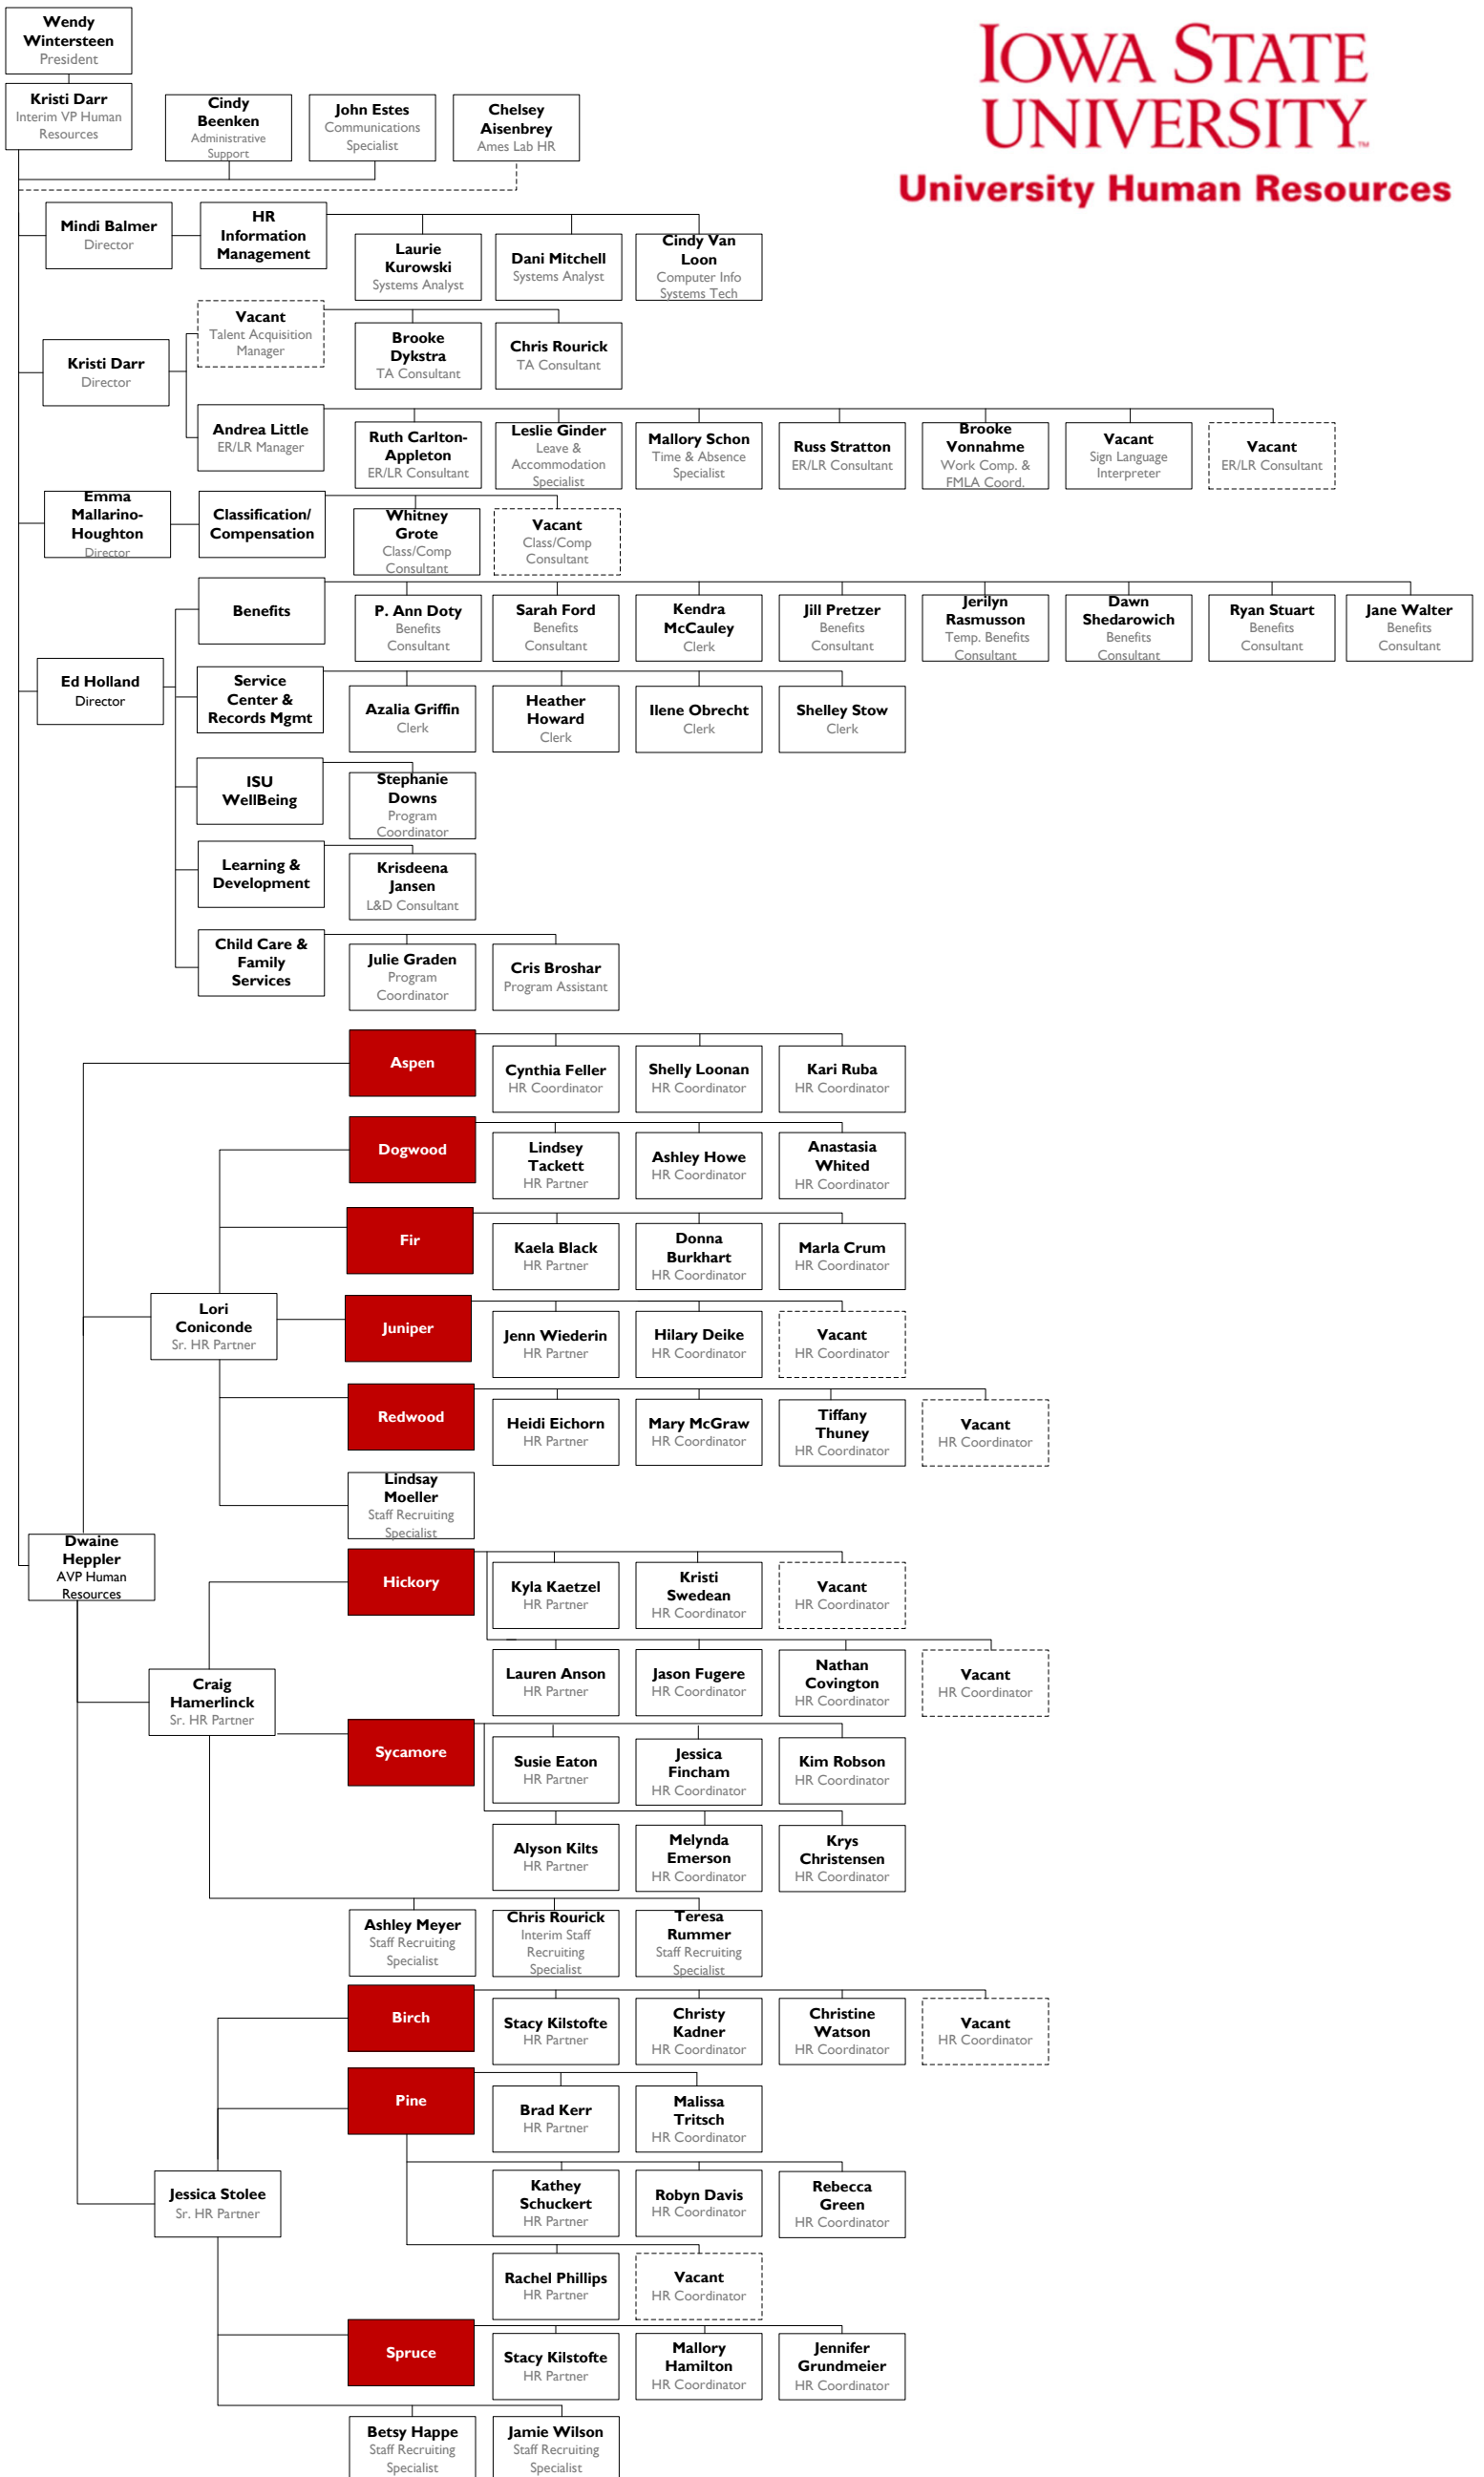 Wendy
Wintersteen
President
IOWA STATE
UNIVERSITY™
University Human Resources
Kristi Darr
Interim VP Human
Resources
Cindy
Beenken
Administrative
Support
John Estes
Communications
Specialist
Chelsey
Aisenbrey
Ames Lab HR
Mindi Balmer
Director
HR
Information
Management
Laurie
Kurowski
Systems Analyst
Dani Mitchell
Systems Analyst
Cindy Van
Loon
Computer Info
Systems Tech
Kristi Darr
Director
Vacant
Talent Acquisition
Manager
Brooke
Dykstra
TA Consultant
Chris Rourick
TA Consultant
Andrea Little
ER/LR Manager
Ruth Carlton-
Appleton
ER/LR Consultant
Leslie Ginder
Leave &
Accommodation
Specialist
Mallory Schon
Time & Absence
Specialist
Russ Stratton
ER/LR Consultant
Brooke
Vonnahme
Work Comp. &
FMLA Coord.
Vacant
Sign Language
Interpreter
Vacant
ER/LR Consultant
Emma
Mallarino-
Houghton
Director
Classification/
Compensation
Whitney
Grote
Class/Comp
Consultant
Vacant
Class/Comp
Consultant
Ed Holland
Director
Benefits
P. Ann Doty
Benefits
Consultant
Sarah Ford
Benefits
Consultant
Kendra
McCauley
Clerk
Jill Pretzer
Benefits
Consultant
Jerilyn
Rasmusson
Temp. Benefits
Consultant
Dawn
Shedarowich
Benefits
Consultant
Ryan Stuart
Benefits
Consultant
Jane Walter
Benefits
Consultant
Service
Center &
Records Mgmt
Azalia Griffin
Clerk
Heather
Howard
Clerk
Ilene Obrecht
Clerk
Shelley Stow
Clerk
ISU
WellBeing
Stephanie
Downs
Program
Coordinator
Learning &
Development
Krisdeena
Jansen
L&D Consultant
Child Care &
Family
Services
Julie Graden
Program
Coordinator
Cris Broshar
Program Assistant
Aspen
Cynthia Feller
HR Coordinator
Shelly Loonan
HR Coordinator
Kari Ruba
HR Coordinator
Dogwood
Lindsey
Tackett
HR Partner
Ashley Howe
HR Coordinator
Anastasia
Whited
HR Coordinator
Fir
Kaela Black
HR Partner
Donna
Burkhart
HR Coordinator
Marla Crum
HR Coordinator
Lori
Coniconde
Sr. HR Partner
Juniper
Jenn Wiederin
HR Partner
Hilary Deike
HR Coordinator
Vacant
HR Coordinator
Redwood
Heidi Eichorn
HR Partner
Mary McGraw
HR Coordinator
Tiffany
Thuney
HR Coordinator
Vacant
HR Coordinator
Lindsay
Moeller
Staff Recruiting
Specialist
Dwaine
Heppler
AVP Human
Resources
Hickory
Kyla Kaetzel
HR Partner
Kristi
Swedean
HR Coordinator
Vacant
HR Coordinator
Lauren Anson
HR Partner
Jason Fugere
HR Coordinator
Nathan
Covington
HR Coordinator
Vacant
HR Coordinator
Craig
Hamerlinck
Sr. HR Partner
Sycamore
Susie Eaton
HR Partner
Jessica
Fincham
HR Coordinator
Kim Robson
HR Coordinator
Alyson Kilts
HR Partner
Melynda
Emerson
HR Coordinator
Krys
Christensen
HR Coordinator
Ashley Meyer
Staff Recruiting
Specialist
Chris Rourick
Interim Staff
Recruiting
Specialist
Teresa
Rummer
Staff Recruiting
Specialist
Birch
Stacy Kilstofte
HR Partner
Christy
Kadner
HR Coordinator
Christine
Watson
HR Coordinator
Vacant
HR Coordinator
Pine
Brad Kerr
HR Partner
Malissa
Tritsch
HR Coordinator
Jessica Stolee
Sr. HR Partner
Kathey
Schuckert
HR Partner
Robyn Davis
HR Coordinator
Rebecca
Green
HR Coordinator
Rachel Phillips
HR Partner
Vacant
HR Coordinator
Spruce
Stacy Kilstofte
HR Partner
Mallory
Hamilton
HR Coordinator
Jennifer
Grundmeier
HR Coordinator
Betsy Happe
Staff Recruiting
Specialist
Jamie Wilson
Staff Recruiting
Specialist